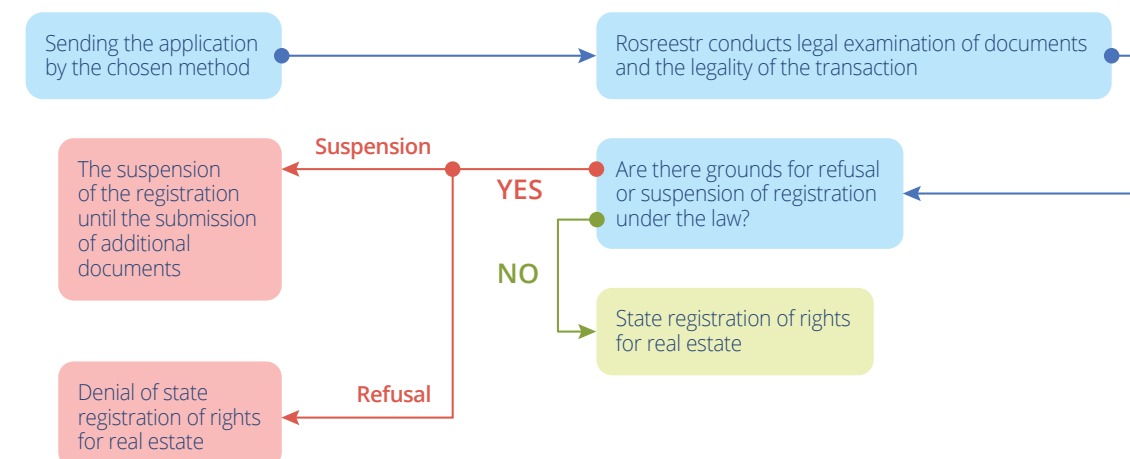 Sending the application
by the chosen method
Rosreestr conducts legal examination of documents
and the legality of the transaction
Suspension
The suspension
of the registration
until the submission
of additional
documents
YES
Are there grounds for refusal
or suspension of registration
under the law?
NO
State registration of rights
for real estate
Refusal
Denial of state
registration of rights
for real estate